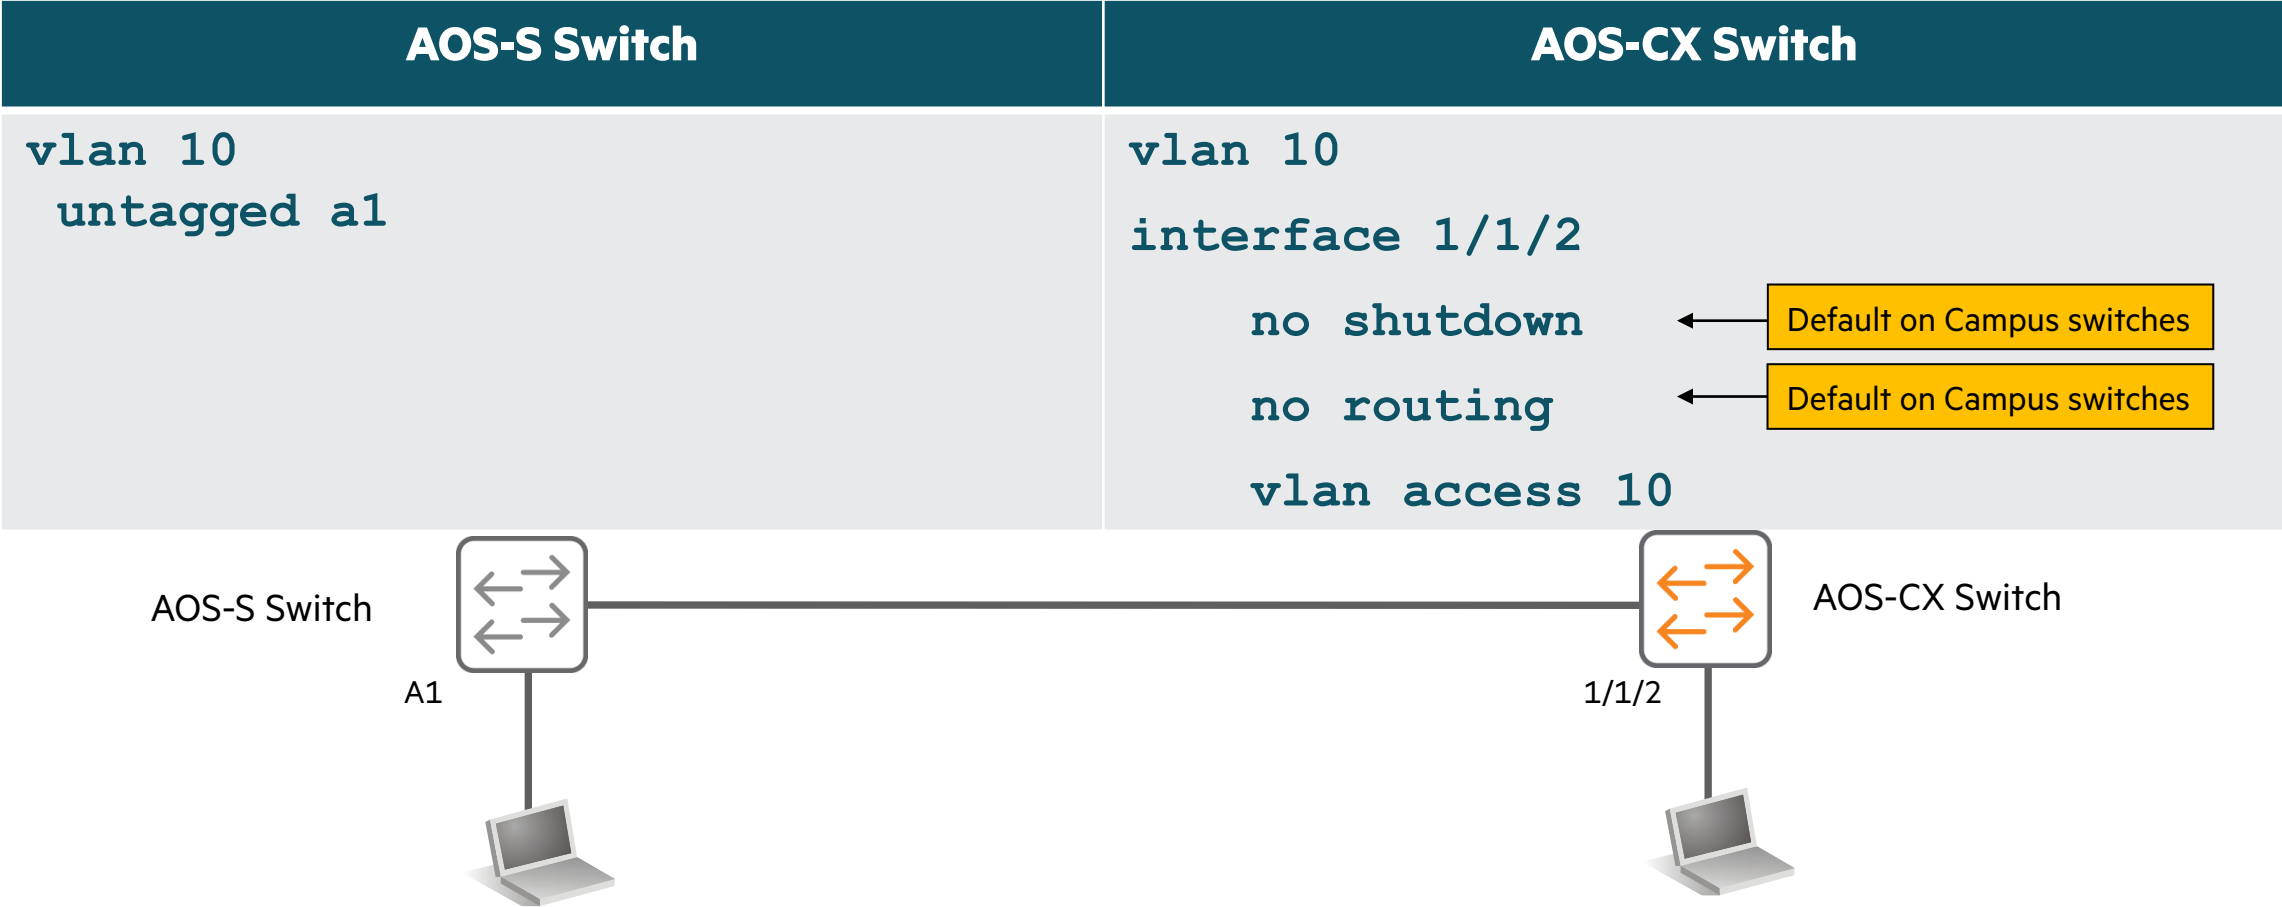 AOS-S Switch
AOS-CX Switch
vlan 10
untagged a1
vlan 10
interface 1/1/2
no shutdown
Default on Campus switches
no routing
Default on Campus switches
vlan access 10
AOS-S Switch
AOS-CX Switch
A1
1/1/2